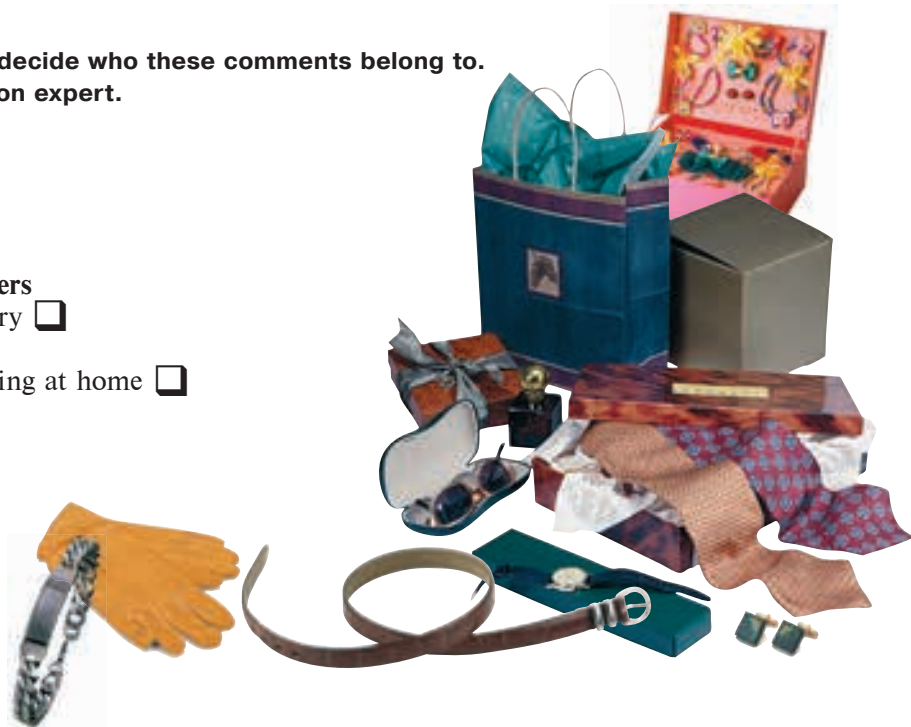 decide who these comments belong to.
on expert.
ers
ry
ing at home